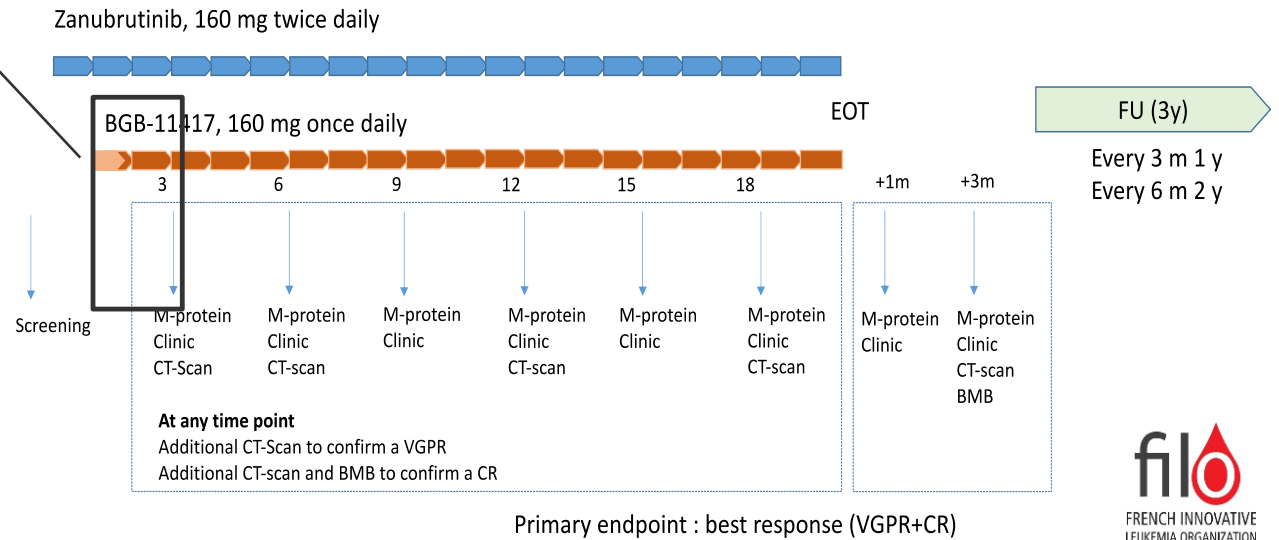 Zanubrutinib, 160 mg twice daily
BGB-11417, 160 mg once daily
EOT
FU (3y)
Every 3 m 1 y
Every 6 m 2 y
3
6
9
12
15
18
+1m
+3m
Screening
M-protein
Clinic
CT-Scan
M-protein
Clinic
CT-scan
M-protein
Clinic
M-protein
Clinic
CT-scan
M-protein
Clinic
M-protein
Clinic
CT-scan
M-protein
Clinic
M-protein
Clinic
CT-scan
BMB
At any time point
Additional CT-Scan to confirm a VGPR
Additional CT-scan and BMB to confirm a CR
Primary endpoint : best response (VGPR+CR)
filo
FRENCH INNOVATIVE
LEUKEMIA ORGANIZATION